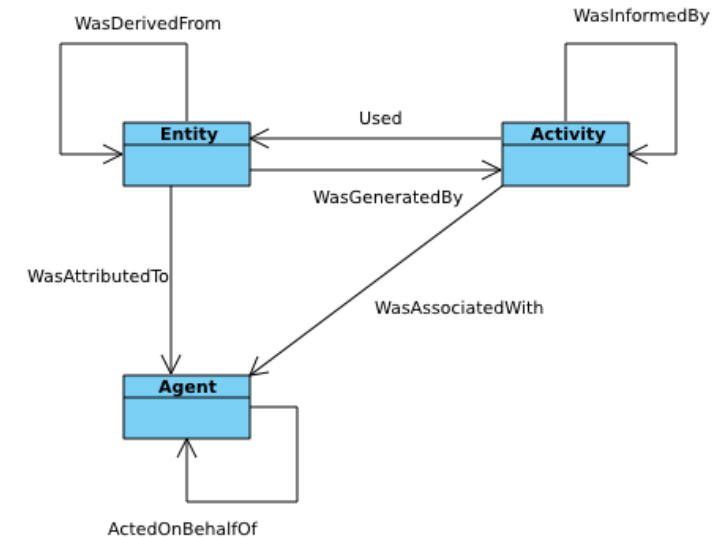 WasInformedBy
WasDerivedFrom
Used
Entity
Activity
WasGeneratedBy
WasAttributedTo
WasAssociatedWith
Agent
ActedOnBehalfOf